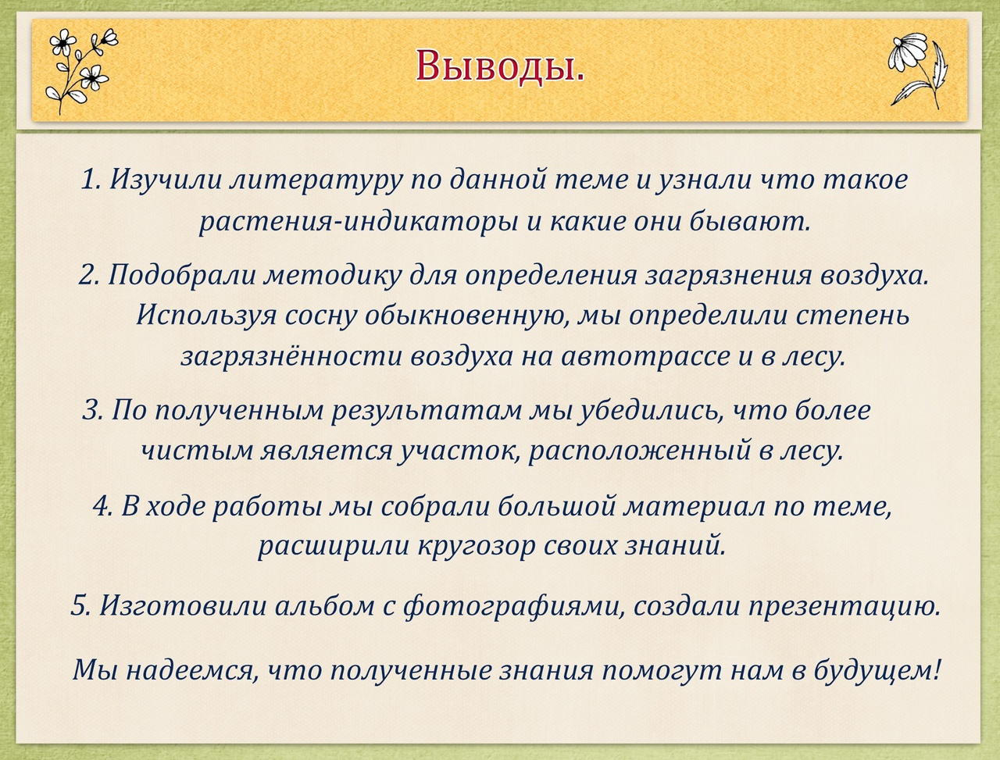 Выводы.
1. Изучили литературу по данной теме и узнали что такое
растения-индикаторы и какие они бывают.
2. Подобрали методику для определения загрязнения воздуха.
Используя сосну обыкновенную, мы определили степень
загрязнённости воздуха на автотрассе и в лесу.
3. По полученным результатам мы убедились, что более
чистым является участок, расположенный в лесу.
4. В ходе работы мы собрали большой материал по теме,
расширили кругозор своих знаний.
5. Изготовили альбом с фотографиями, создали презентацию.
Мы надеемся, что полученные знания помогут нам в будущем!